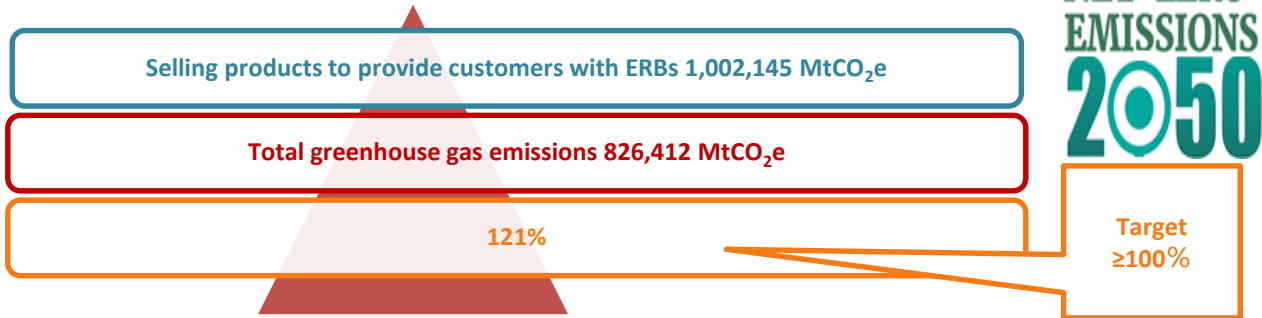 EMISSIONS
2050
Selling products to provide customers with ERBs 1,002,145 MtCO₂e
Total greenhouse gas emissions 826,412 MtCO₂e
121%
Target
≥100%